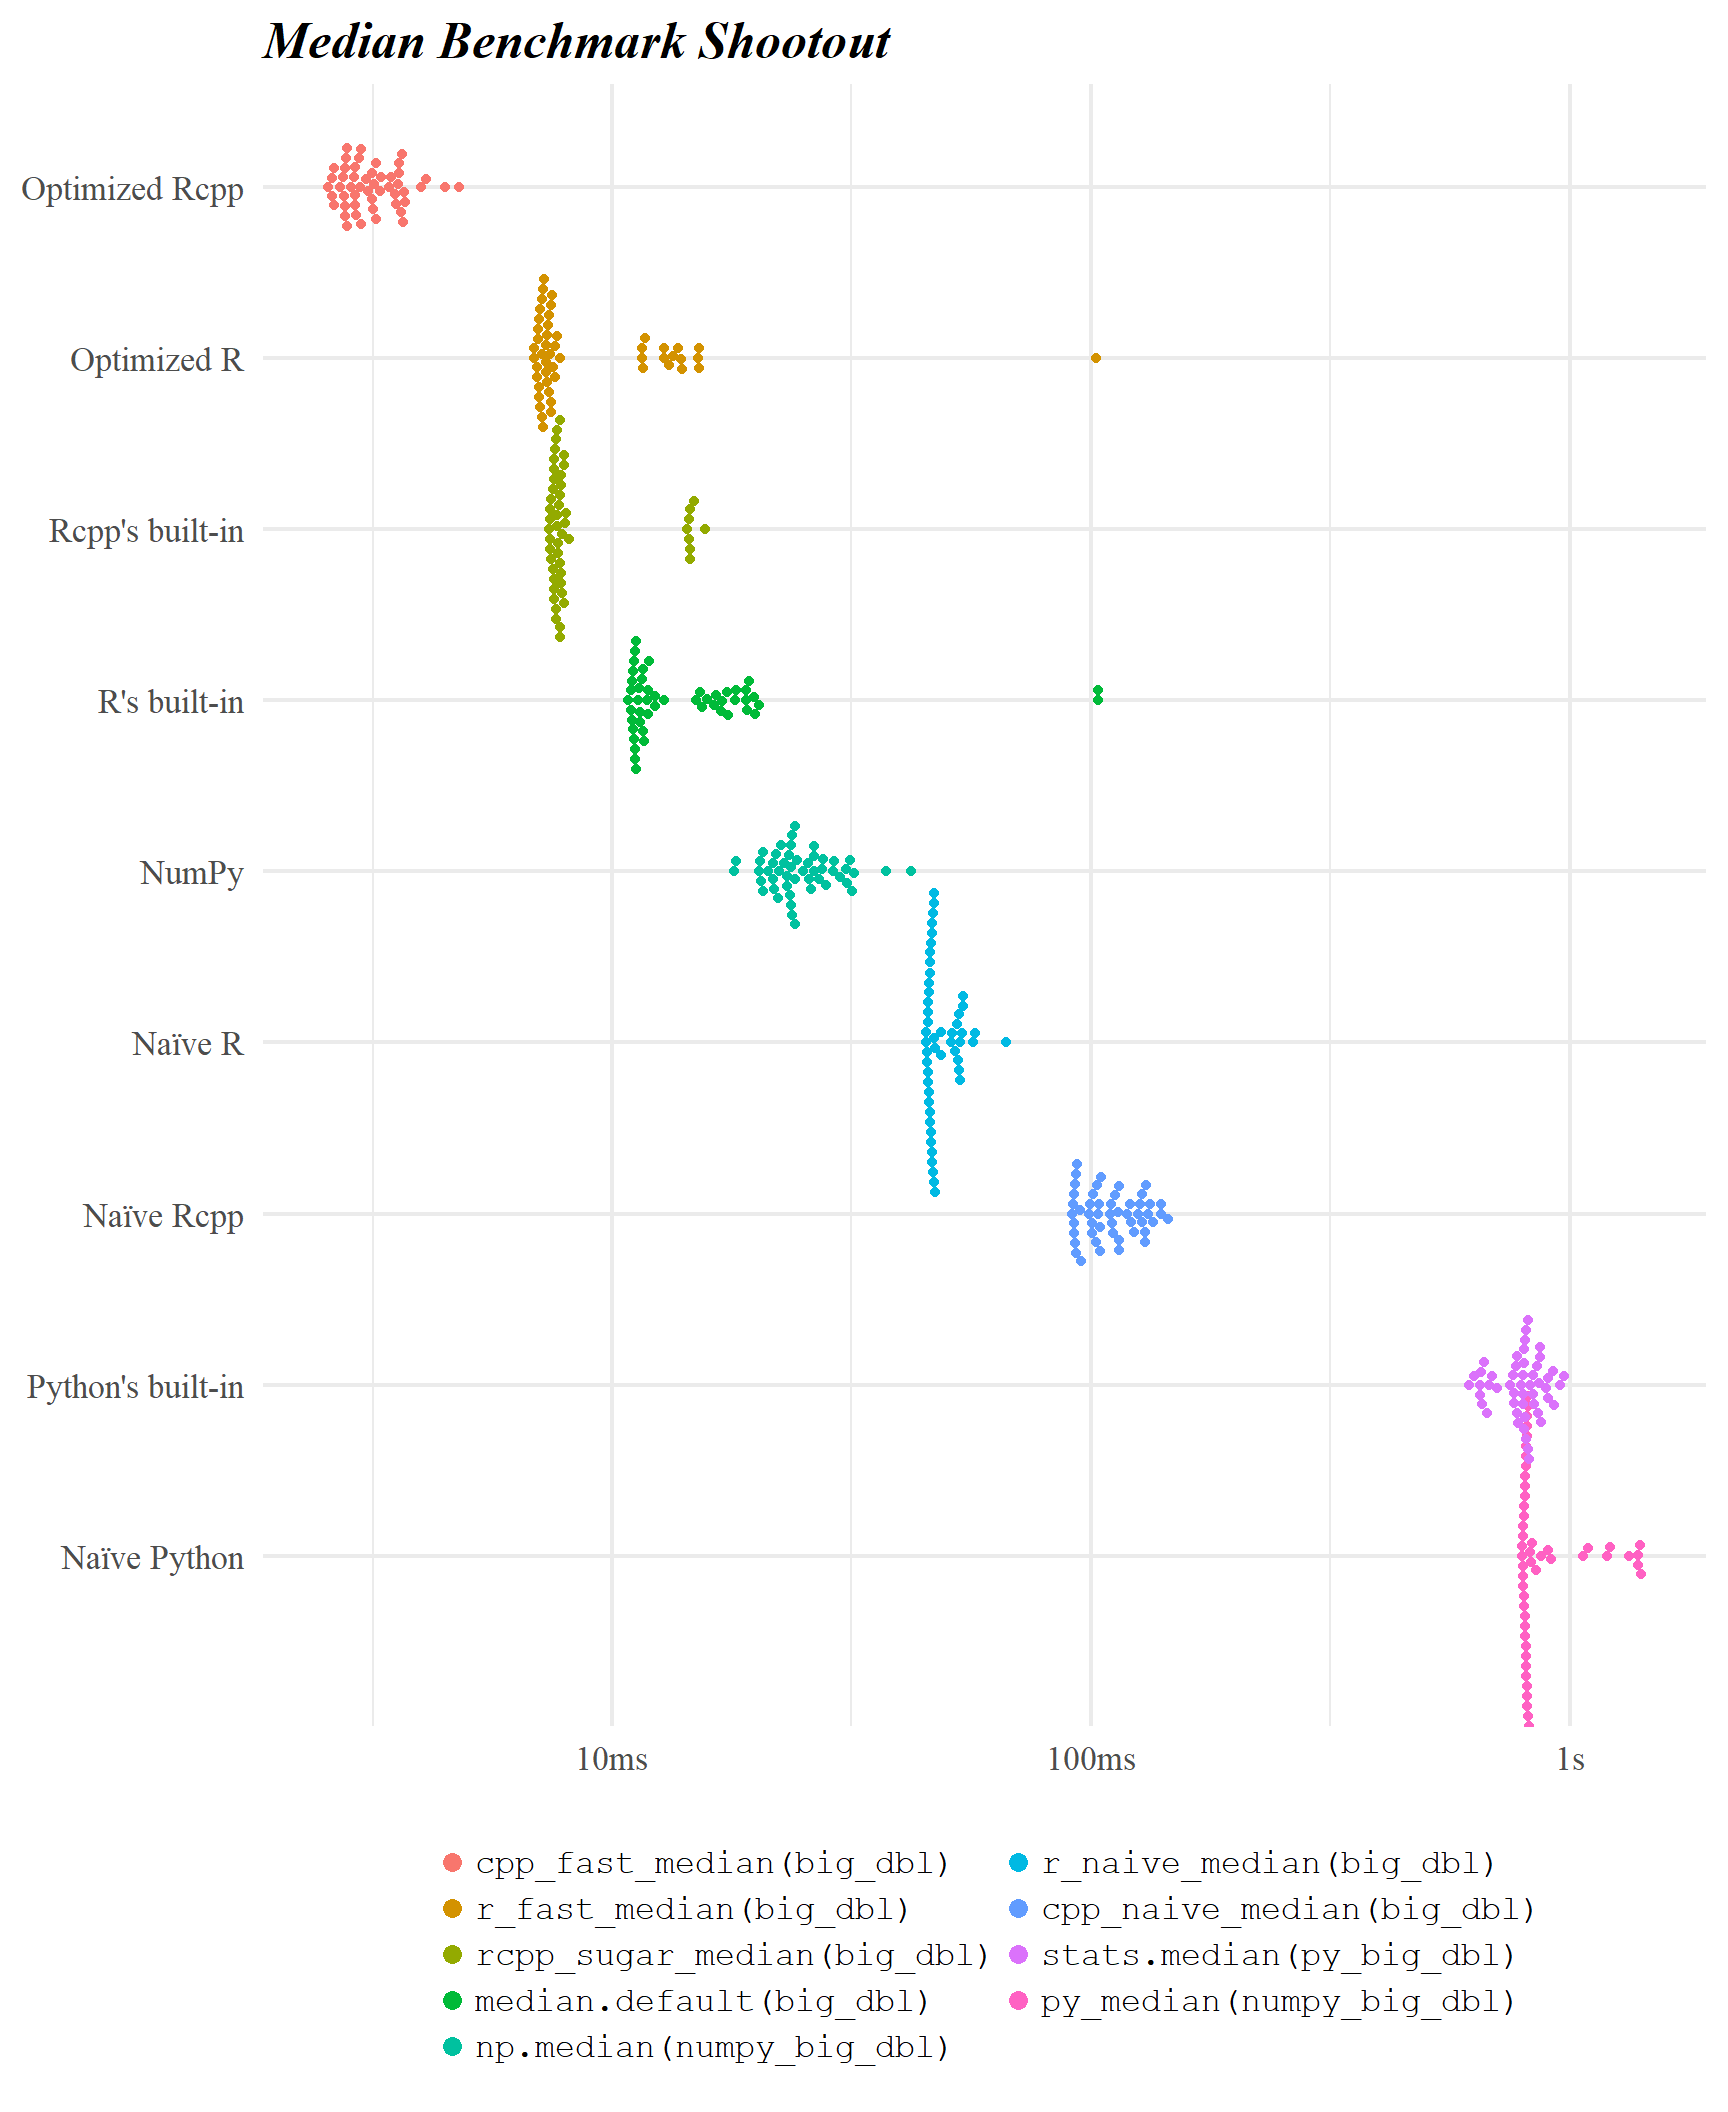 Median Benchmark Shootout
Optimized Rcpp
Optimized R
Rcpp's built-in
R's built-in
NumPy
Naïve R
Naïve Rcpp
Python's built-in
Naïve Python
10ms 100ms 1s
cpp_fast_median(big_dbl) r_naive_median(big_dbl)
r_fast_median(big_dbl) cpp_naive_median(big_dbl)
rcpp_sugar_median(big_dbl) stats.median(py_big_dbl)
median.default(big_dbl) py_median(numpy_big_dbl)
np.median(numpy_big_dbl)